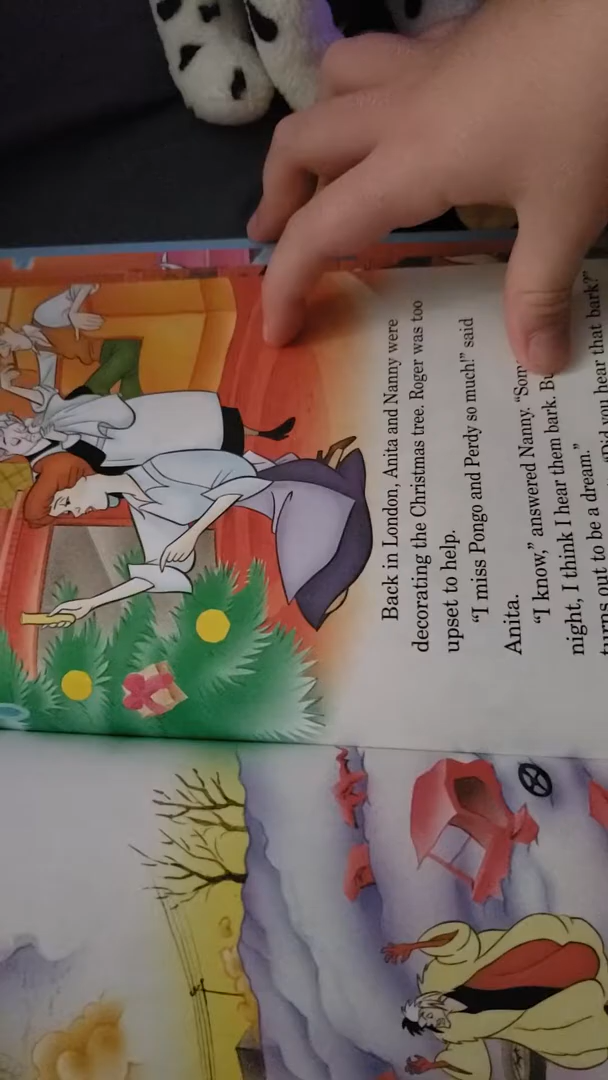 Back in London, Anita and Nanny were
decorating the Christmas tree. Roger was too
upset to help.
"I miss Pongo and Perdy so much!" said
Anita.
"I know," answered Nanny. "Som
night, I think I hear them bark. Bu
turns out to be a dream."
"Did you hear that bark?"